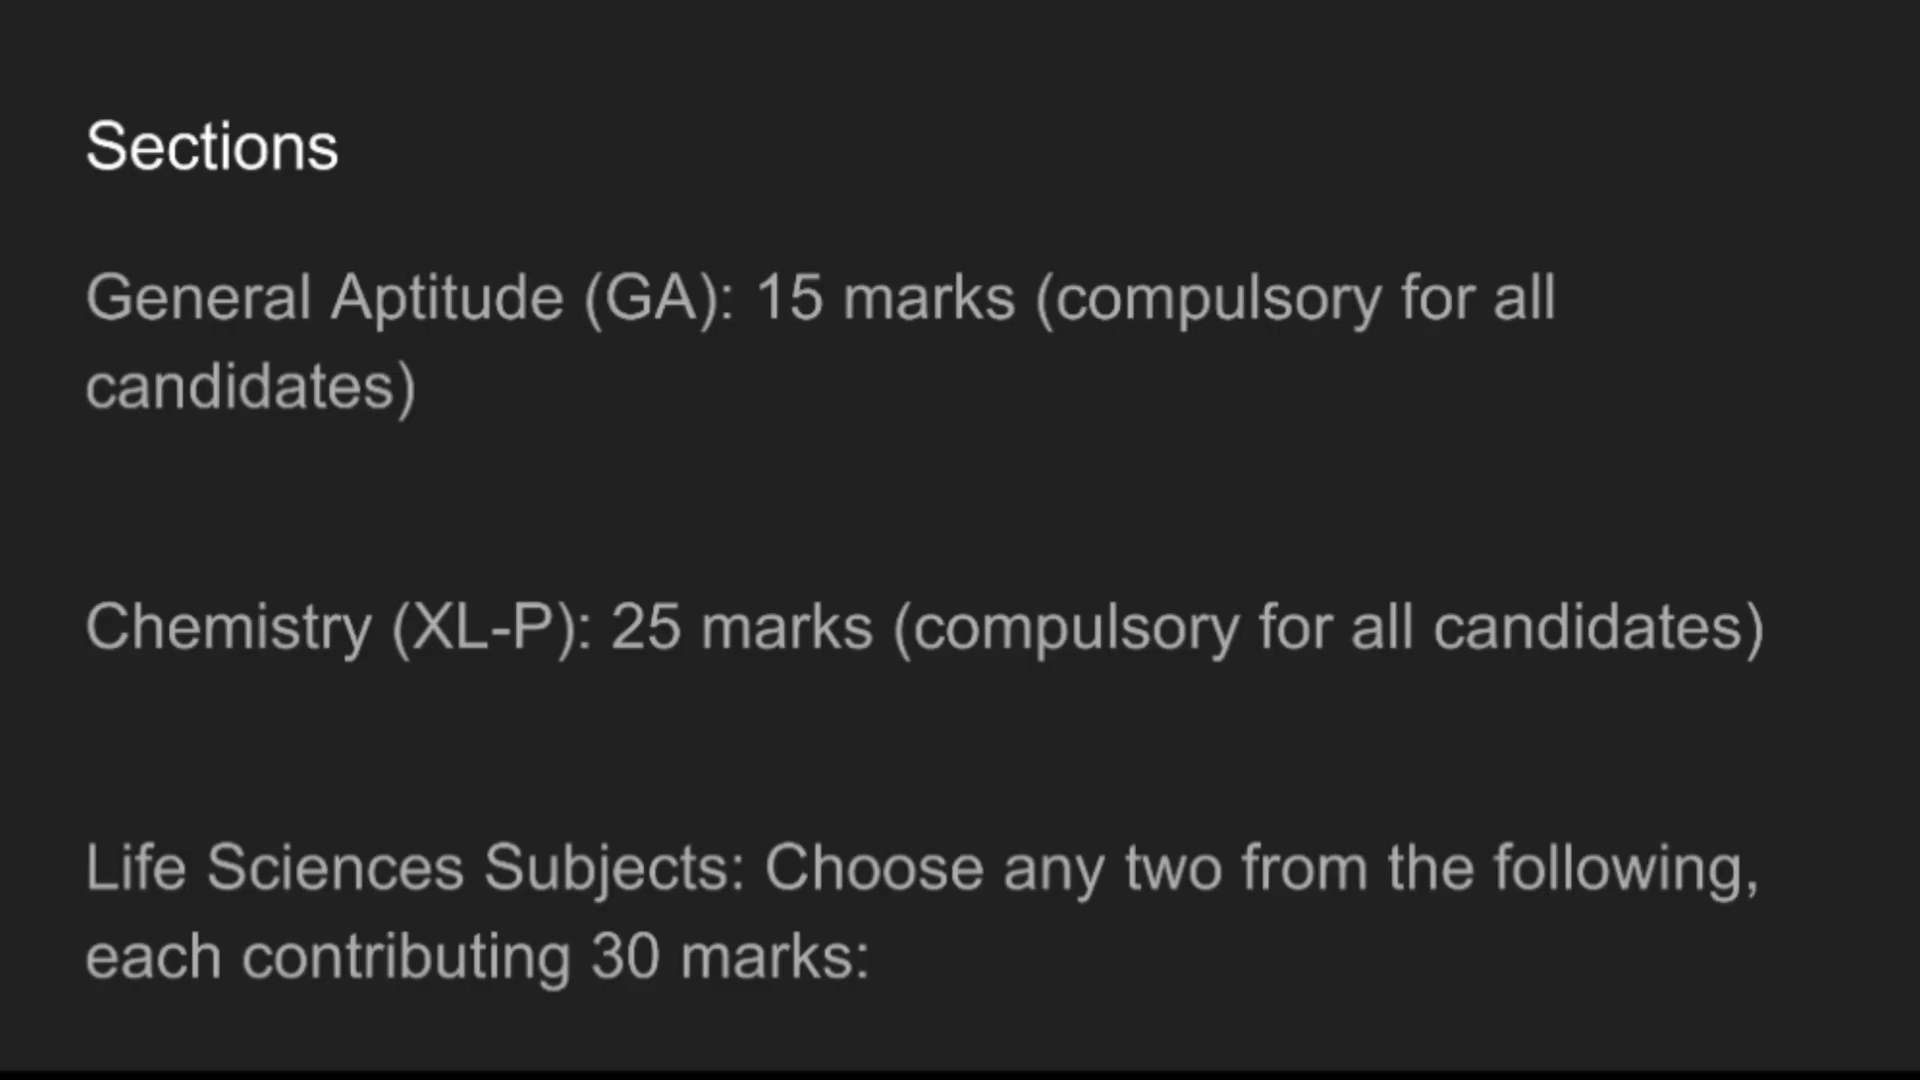 Sections
General Aptitude (GA): 15 marks (compulsory for all
candidates)
Chemistry (XL-P): 25 marks (compulsory for all candidates)
Life Sciences Subjects: Choose any two from the following,
each contributing 30 marks: